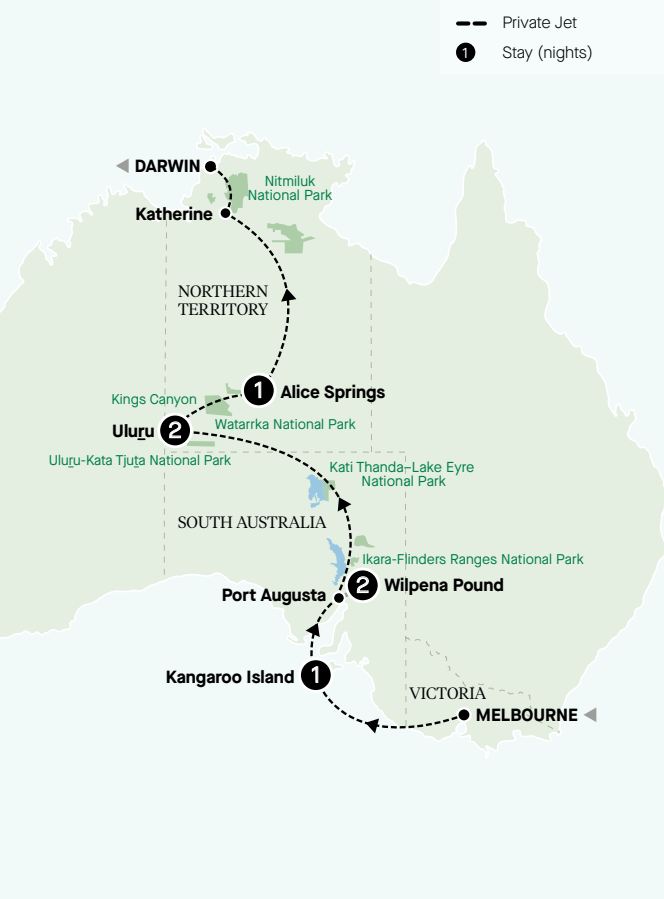 Private Jet
1 Stay (nights)
DARWIN
Nitmiluk
National Park
Katherine
NORTHERN
TERRITORY
1 Alice Springs
Kings Canyon
Watarrka National Park
Uluṟu 2
Uluṟu-Kata Tjuṯa National Park
Kati Thanda–Lake Eyre
National Park
SOUTH AUSTRALIA
Ikara-Flinders Ranges National Park
2 Wilpena Pound
Port Augusta
Kangaroo Island 1
VICTORIA
MELBOURNE